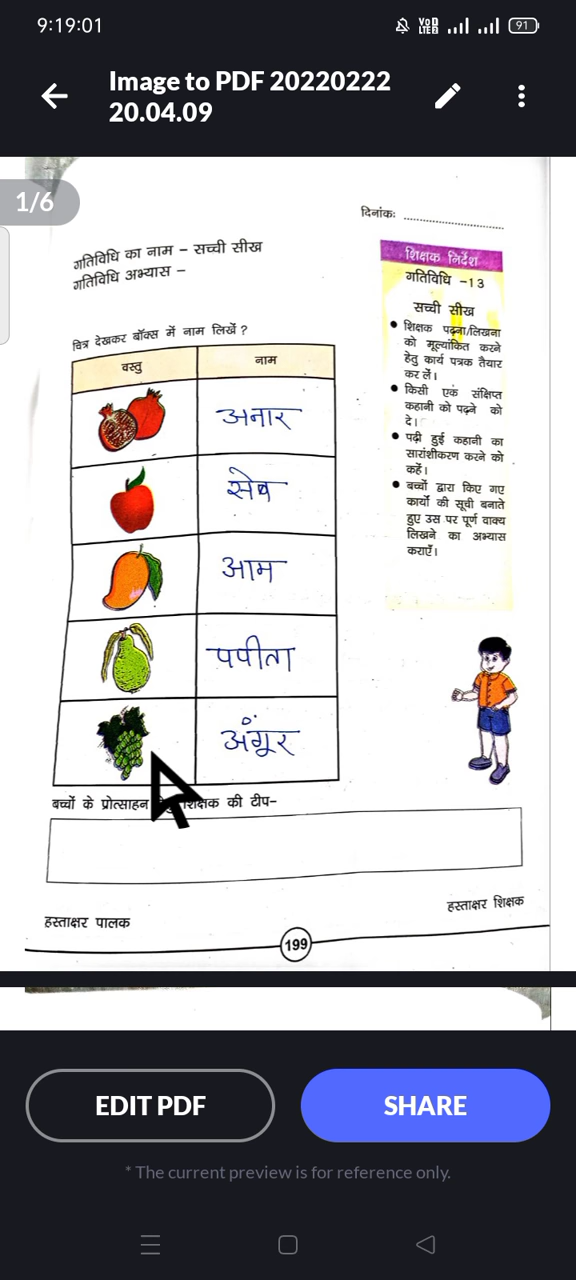 9:19:01
VoD LTE2 91
Image to PDF 20220222
20.04.09
1/6
दिनांक: ........................
गतिविधि का नाम – सच्ची सीख
गतिविधि अभ्यास –
चित्र देखकर बॉक्स में नाम लिखें ?
वस्तु नाम
अनार
सेब
आम
पपीता
अंगूर
शिक्षक निर्देश
गतिविधि -13
सच्ची सीख
• शिक्षक पढ़ना/लिखना
को मूल्यांकित करने
हेतु कार्य पत्रक तैयार
कर लें।
• किसी एक संक्षिप्त
कहानी को पढ़ने को
दे।
• पढ़ी हुई कहानी का
सारांशीकरण करने को
कहें।
• बच्चों द्वारा किए गए
कार्यो की सूची बनाते
हुए उस पर पूर्ण वाक्य
लिखने का अभ्यास
कराएँ।
बच्चों के प्रोत्साहन शिक्षक की टीप–
हस्ताक्षर पालक
हस्ताक्षर शिक्षक
199
EDIT PDF SHARE
* The current preview is for reference only.